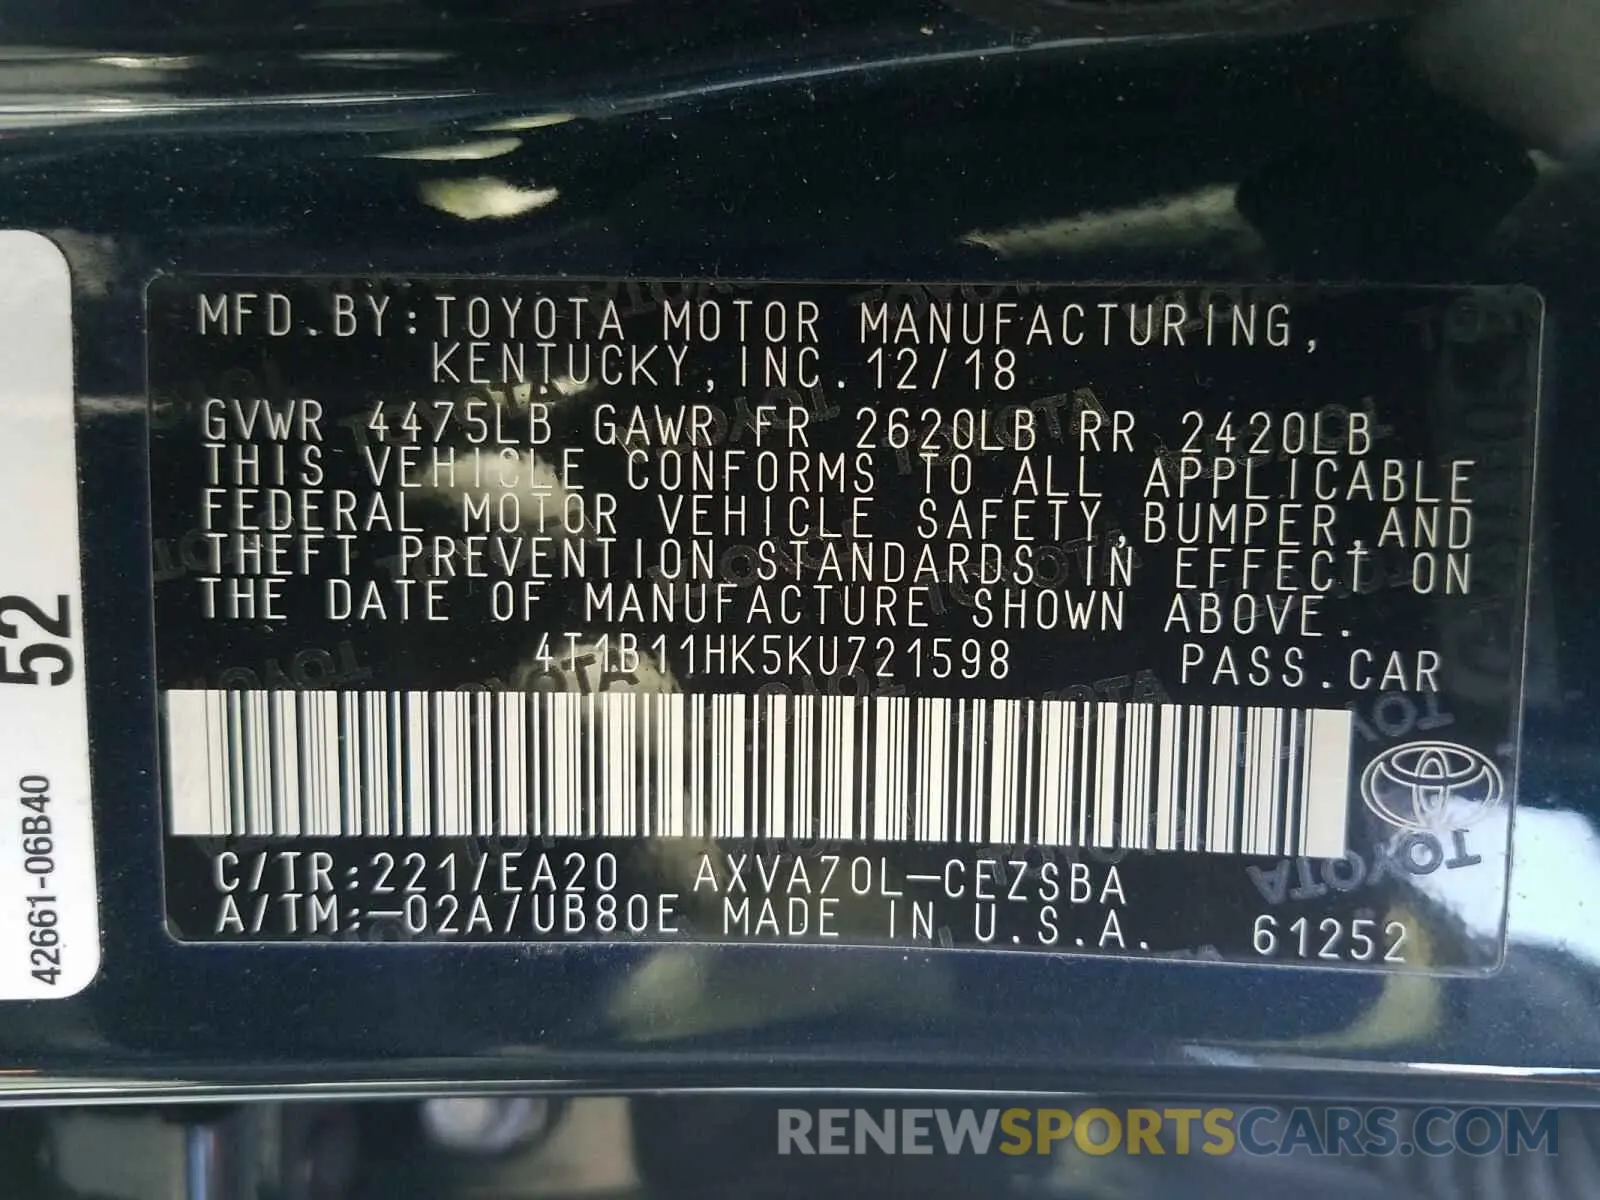 MFD.BY:TOYOTA MOTOR MANUFACTURING,
KENTUCKY,INC.12/18
GVWR 4475LB GAWR FR 2620LB RR 2420LB
THIS VEHICLE CONFORMS TO ALL APPLICABLE
FEDERAL MOTOR VEHICLE SAFETY,BUMPER,AND
THEFT PREVENTION STANDARDS IN EFFECT ON
THE DATE OF MANUFACTURE SHOWN ABOVE.
4T1B11HK5KU721598 PASS.CAR
C/TR:221/EA20 AXVA70L-CEZSBA
A/TM:-02A/UB80E MADE IN U.S.A. 61252
TOYOTA
52
42661-06B40
RENEWSPORTSCARS.COM